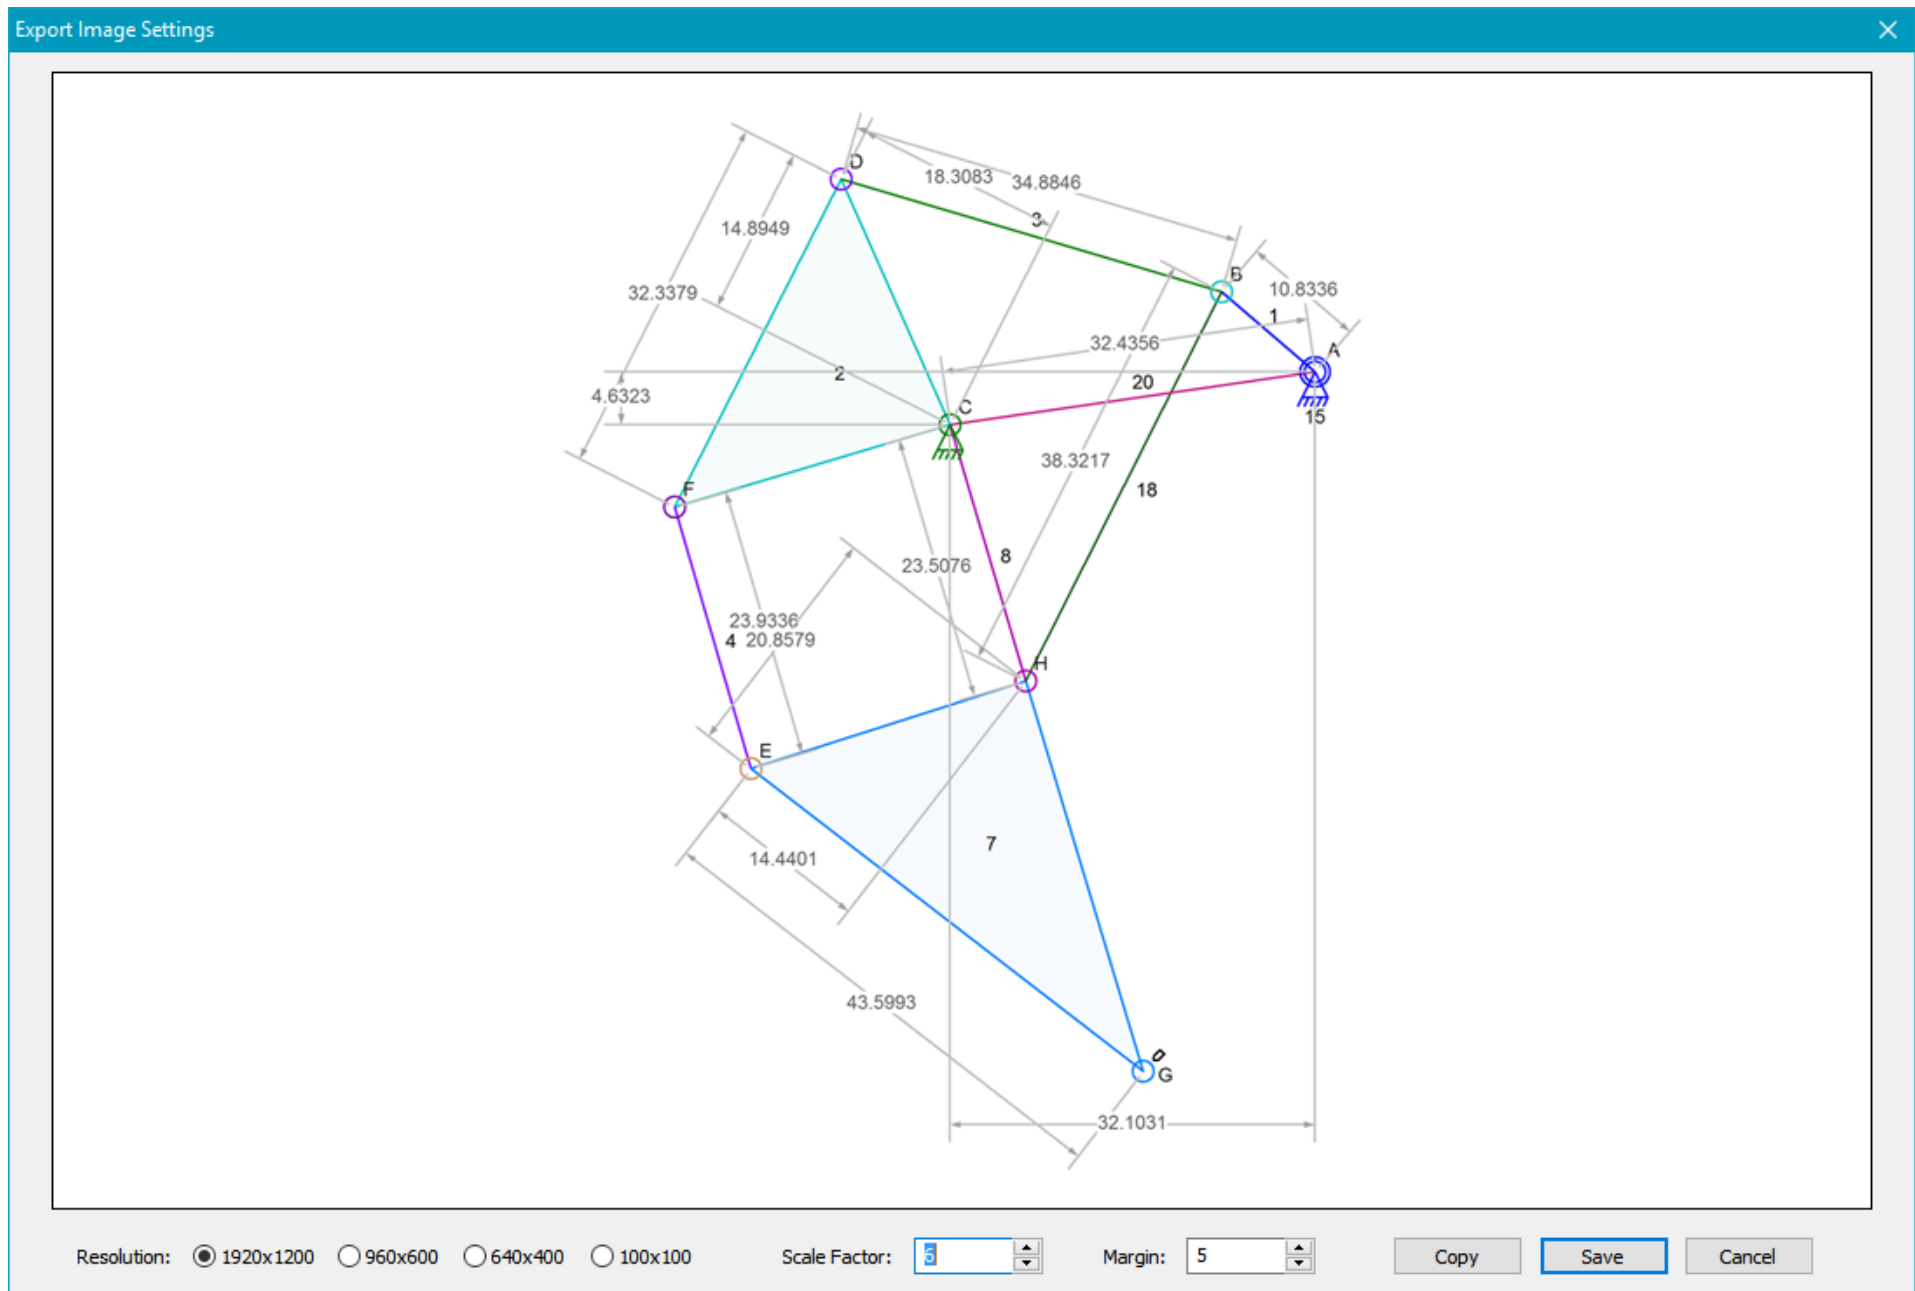 Export Image Settings
D
18.3083
34.8846
3
14.8949
B
10.8336
32.3379
1
32.4356
A
2
20
4.6323
C
15
38.3217
F
18
8
23.5076
23.9336
4
20.8579
H
E
7
14.4401
43.5993
0
G
32.1031
Resolution: 1920x1200 960x600 640x400 100x100 Scale Factor: 6 Margin: 5 Copy Save Cancel